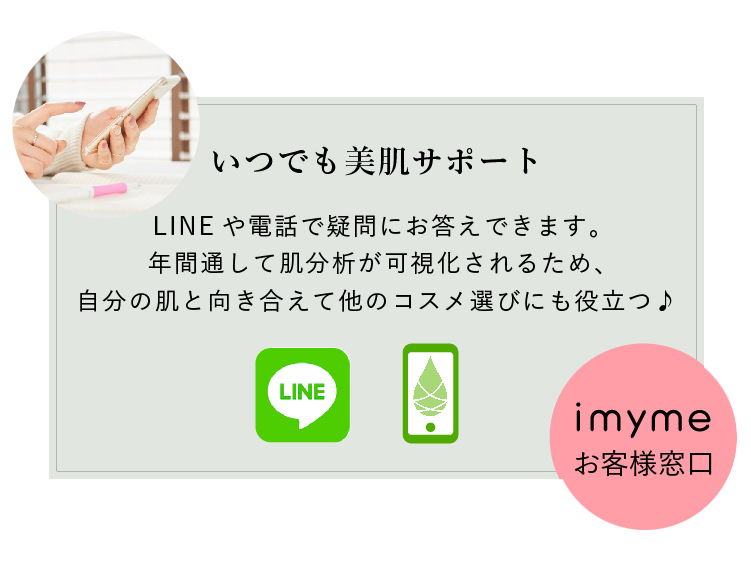 いつでも美肌サポート
LINEや電話で疑問にお答えできます。
年間通して肌分析が可視化されるため、
自分の肌と向き合えて他のコスメ選びにも役立つ♪
LINE
imyme
お客様窓口